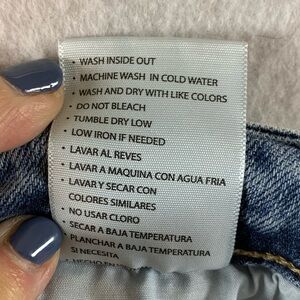 • WASH INSIDE OUT
• MACHINE WASH IN COLD WATER
• WASH AND DRY WITH LIKE COLORS
• DO NOT BLEACH
• TUMBLE DRY LOW
• LOW IRON IF NEEDED
• LAVAR AL REVES
• LAVAR A MAQUINA CON AGUA FRIA
• LAVAR Y SECAR CON
COLORES SIMILARES
• NO USAR CLORO
• SECAR A BAJA TEMPERATURA
• PLANCHAR A BAJA TEMPERATURA
SI NECESITA
• HECHO EN